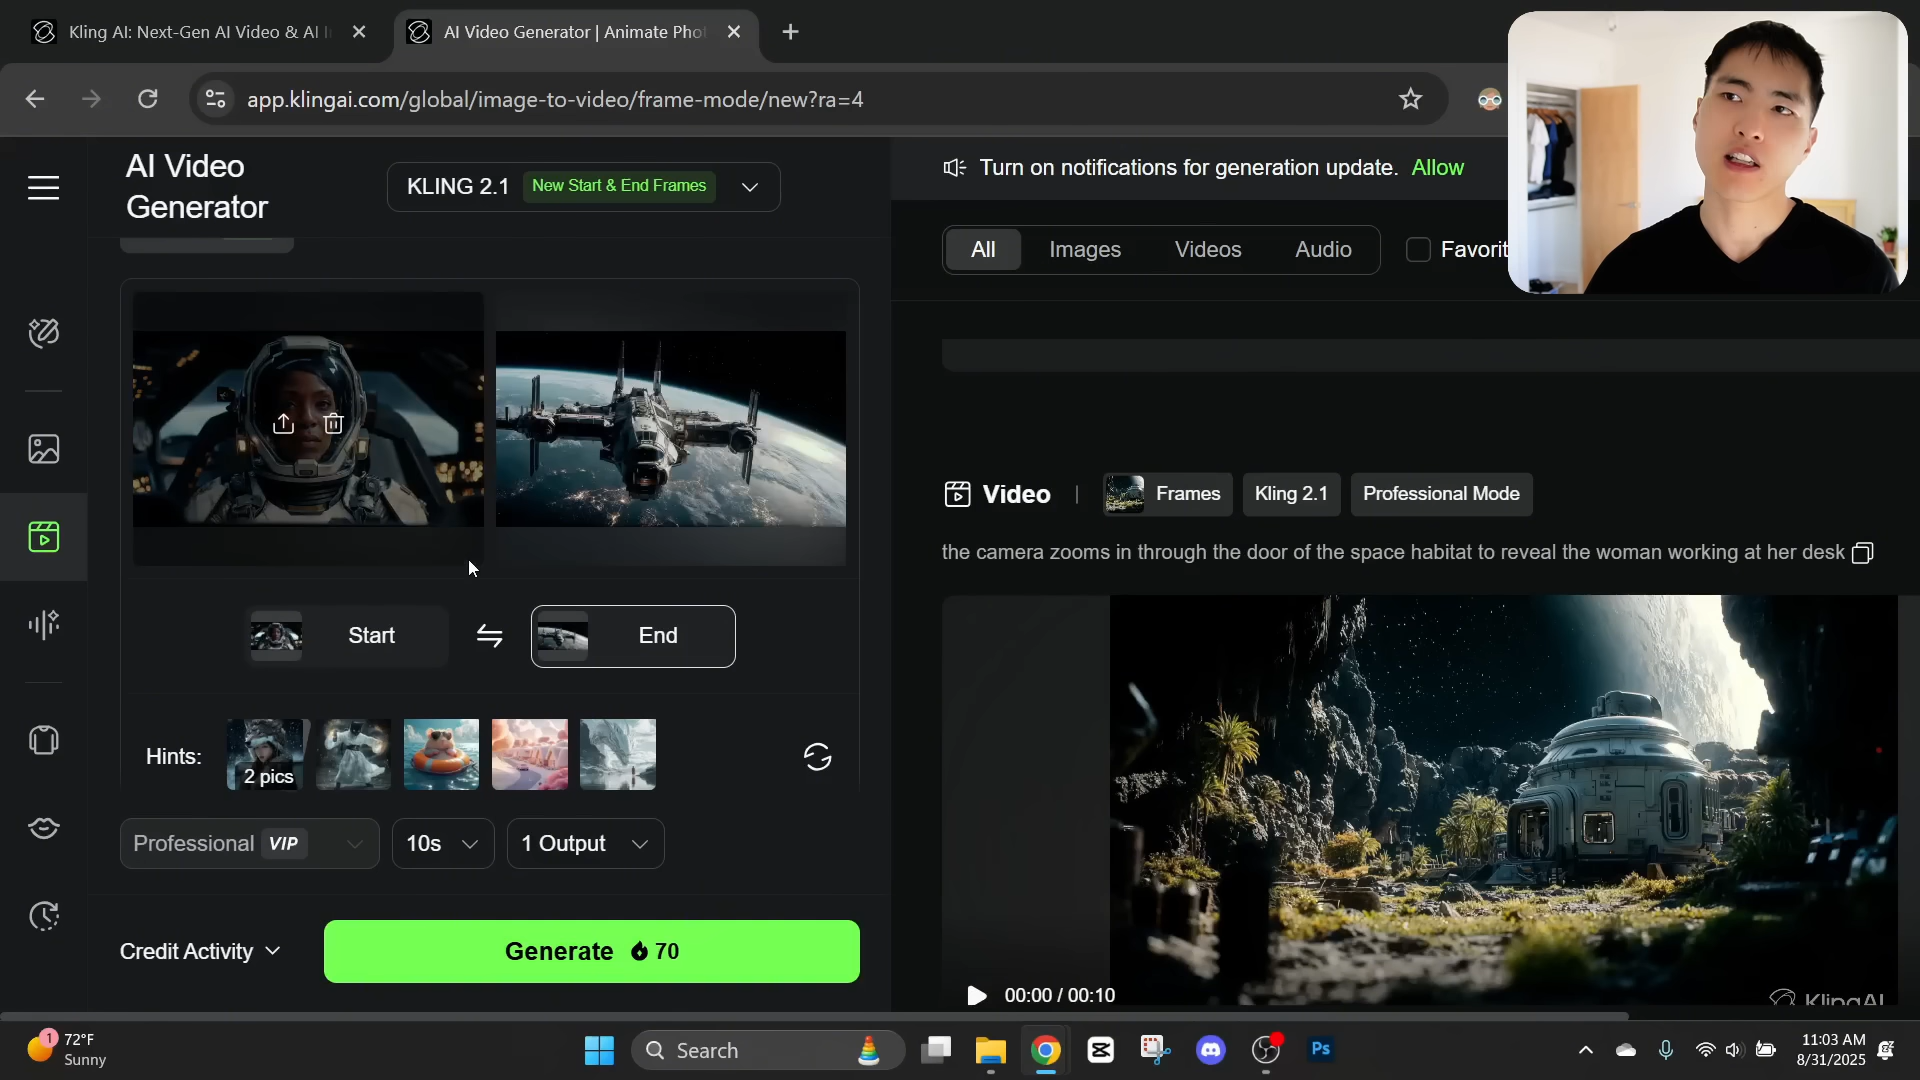 Kling AI: Next-Gen AI Video & AI I
AI Video Generator | Animate Phot
app.klingai.com/global/image-to-video/frame-mode/new?ra=4
AI Video
Generator
KLING 2.1 New Start & End Frames
Turn on notifications for generation update. Allow
All Images Videos Audio Favorit
Video | Frames Kling 2.1 Professional Mode
the camera zooms in through the door of the space habitat to reveal the woman working at her desk
Start End
Hints: 2 pics
Professional VIP 10s 1 Output
Credit Activity Generate 70
00:00 / 00:10
KlingAI
1 72°F
Sunny
Search
Ps
11:03 AM
8/31/2025